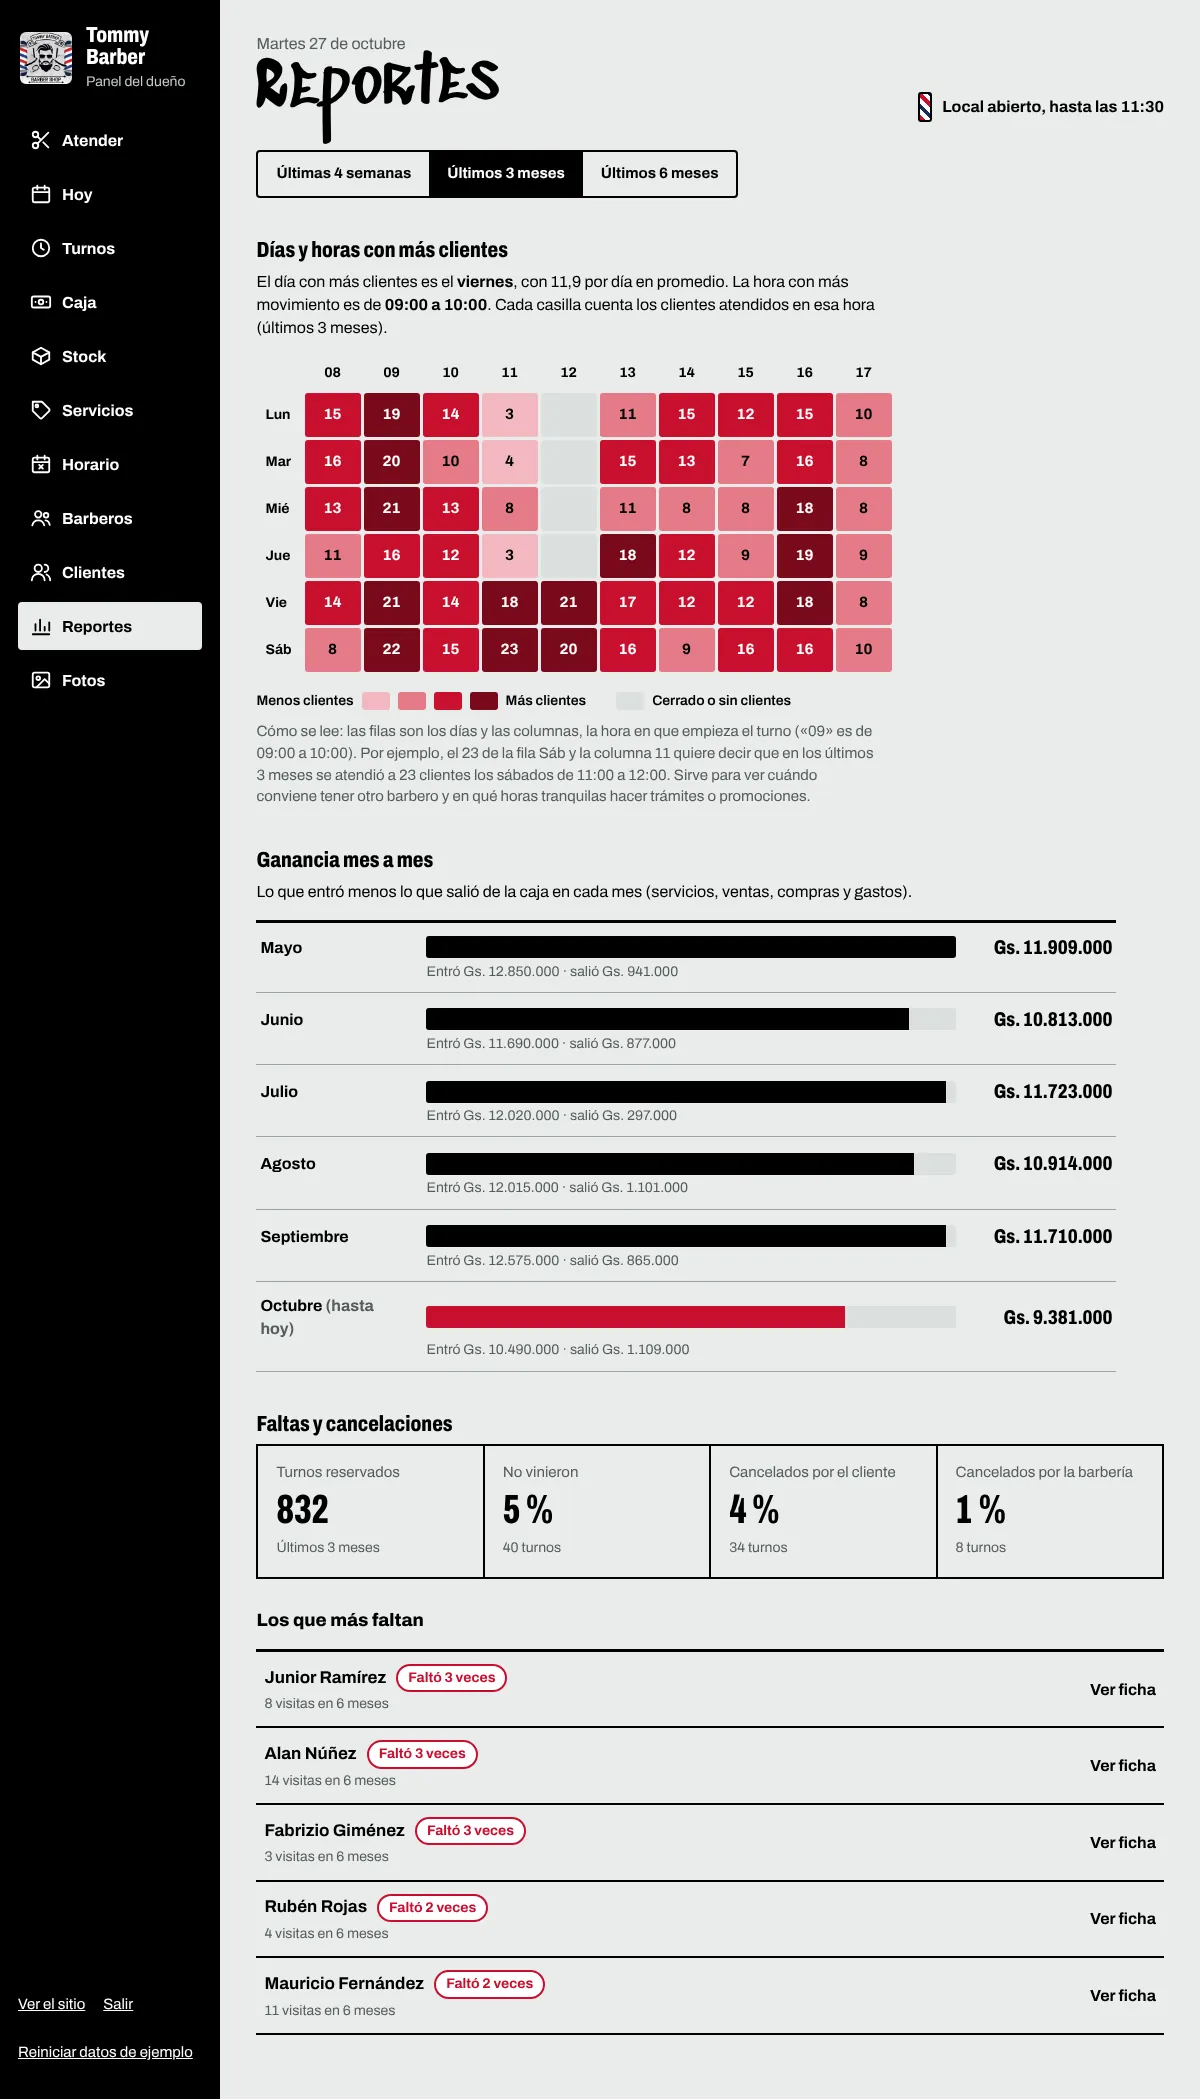 Tommy
Barber
Panel del dueño
Atender
Hoy
Turnos
Caja
Stock
Servicios
Horario
Barberos
Clientes
Reportes
Fotos
Ver el sitio Salir
Reiniciar datos de ejemplo
Martes 27 de octubre
REPORTES
Local abierto, hasta las 11:30
Últimas 4 semanas Últimos 3 meses Últimos 6 meses
Días y horas con más clientes
El día con más clientes es el viernes, con 11,9 por día en promedio. La hora con más
movimiento es de 09:00 a 10:00. Cada casilla cuenta los clientes atendidos en esa hora
(últimos 3 meses).
08 09 10 11 12 13 14 15 16 17
Lun 15 19 14 3 11 15 12 15 10
Mar 16 20 10 4 15 13 7 16 8
Mié 13 21 13 8 11 8 8 18 8
Jue 11 16 12 3 18 12 9 19 9
Vie 14 21 14 18 21 17 12 12 18 8
Sáb 8 22 15 23 20 16 9 16 16 10
Menos clientes Más clientes Cerrado o sin clientes
Cómo se lee: las filas son los días y las columnas, la hora en que empieza el turno («09» es de
09:00 a 10:00). Por ejemplo, el 23 de la fila Sáb y la columna 11 quiere decir que en los últimos
3 meses se atendió a 23 clientes los sábados de 11:00 a 12:00. Sirve para ver cuándo
conviene tener otro barbero y en qué horas tranquilas hacer trámites o promociones.
Ganancia mes a mes
Lo que entró menos lo que salió de la caja en cada mes (servicios, ventas, compras y gastos).
Mayo Gs. 11.909.000
Entró Gs. 12.850.000 · salió Gs. 941.000
Junio Gs. 10.813.000
Entró Gs. 11.690.000 · salió Gs. 877.000
Julio Gs. 11.723.000
Entró Gs. 12.020.000 · salió Gs. 297.000
Agosto Gs. 10.914.000
Entró Gs. 12.015.000 · salió Gs. 1.101.000
Septiembre Gs. 11.710.000
Entró Gs. 12.575.000 · salió Gs. 865.000
Octubre (hasta
hoy) Gs. 9.381.000
Entró Gs. 10.490.000 · salió Gs. 1.109.000
Faltas y cancelaciones
Turnos reservados No vinieron Cancelados por el cliente Cancelados por la barbería
832 5 % 4 % 1 %
Últimos 3 meses 40 turnos 34 turnos 8 turnos
Los que más faltan
Junior Ramírez Faltó 3 veces
8 visitas en 6 meses Ver ficha
Alan Núñez Faltó 3 veces
14 visitas en 6 meses Ver ficha
Fabrizio Giménez Faltó 3 veces
3 visitas en 6 meses Ver ficha
Rubén Rojas Faltó 2 veces
4 visitas en 6 meses Ver ficha
Mauricio Fernández Faltó 2 veces
11 visitas en 6 meses Ver ficha